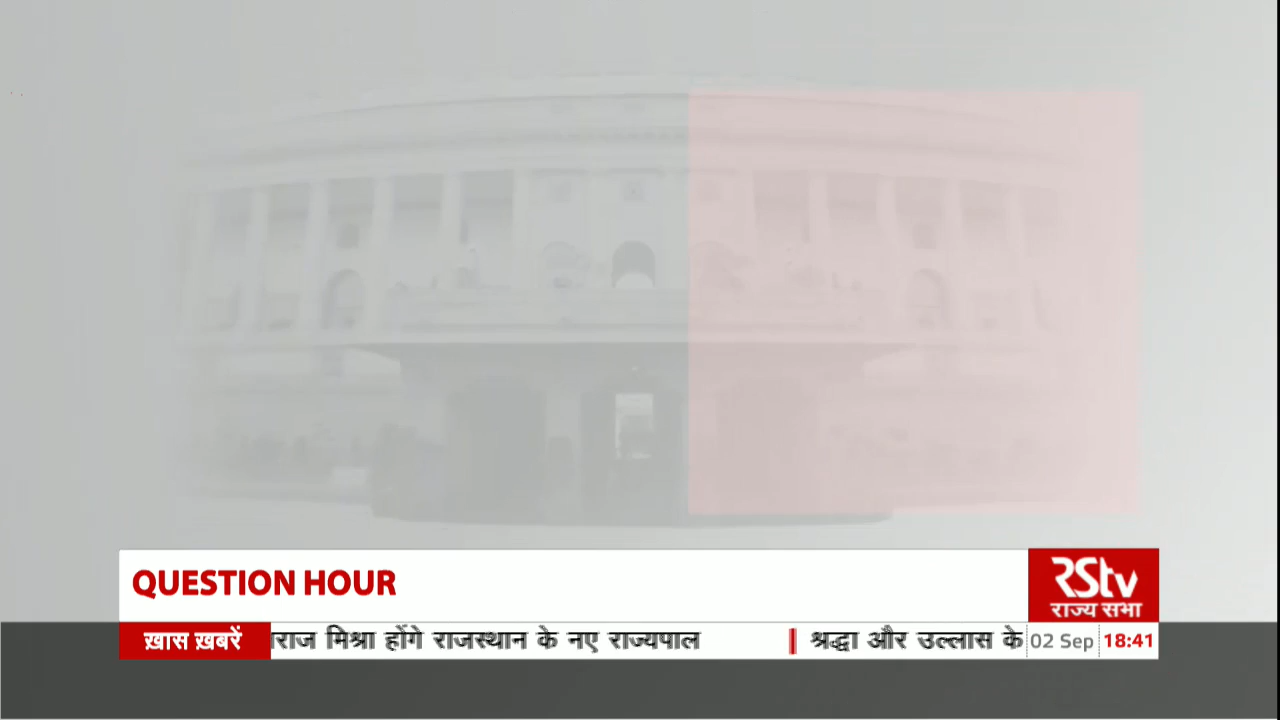 QUESTION HOUR
RSTV
राज्य सभा
ख़ास ख़बरें
राज मिश्रा होंगे राजस्थान के नए राज्यपाल | श्रद्धा और उल्लास के
02 Sep 18:41